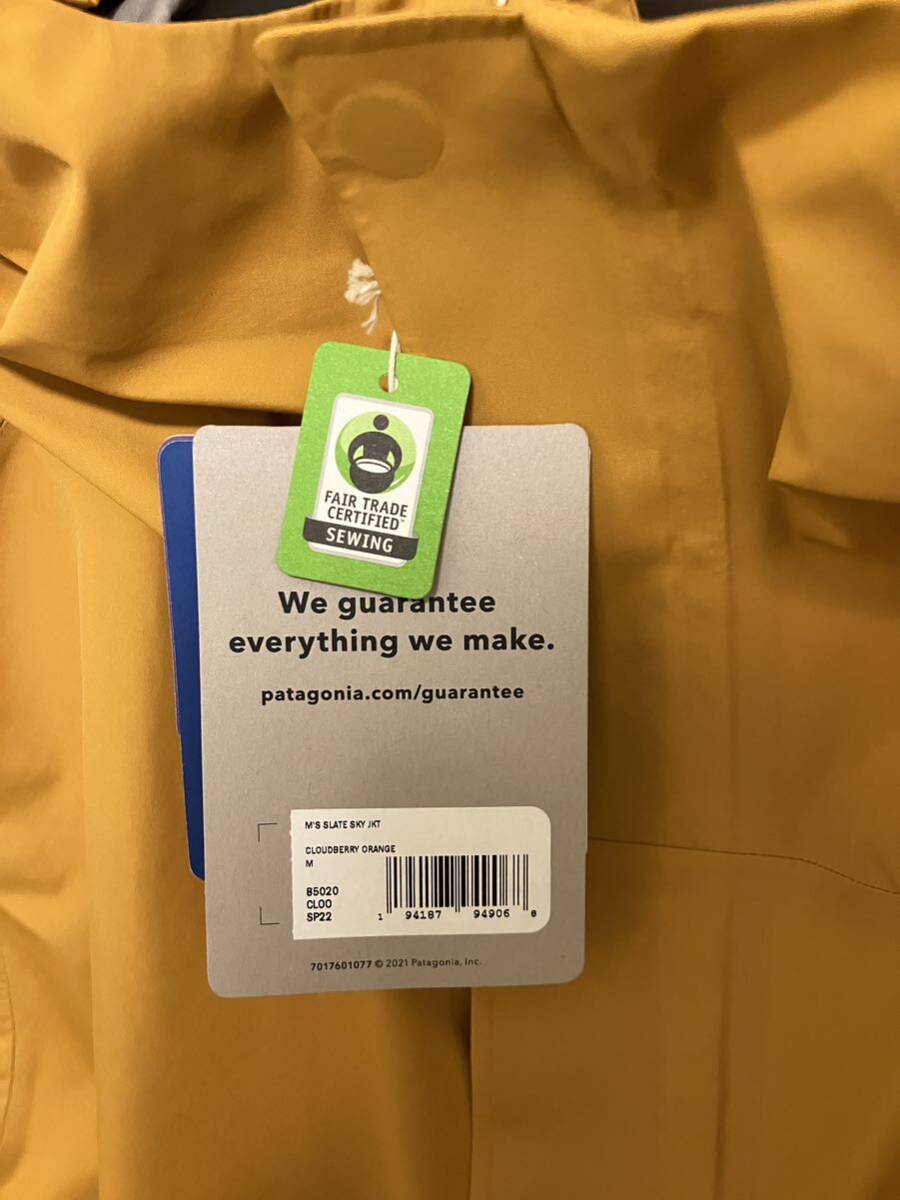 FAIR TRADE
CERTIFIED™
SEWING
We guarantee
everything we make.
patagonia.com/guarantee
M'S SLATE SKY JKT
CLOUDBERRY ORANGE
M
85020
CLOO
SP22
1 94187 94906 8
7017601077 © 2021 Patagonia, Inc.